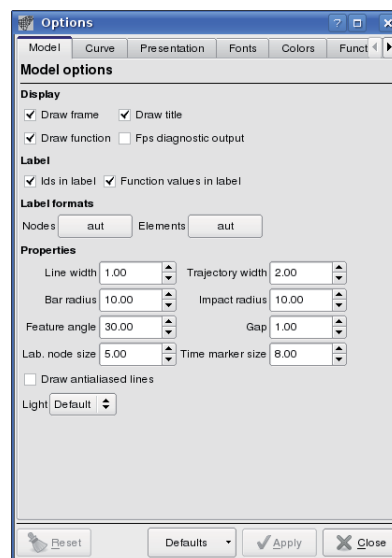 Options
Model Curve Presentation Fonts Colors Funct
Model options
Display
Draw frame Draw title
Draw function Fps diagnostic output
Label
Ids in label Function values in label
Label formats
Nodes aut Elements aut
Properties
Line width 1.00 Trajectory width 2.00
Bar radius 10.00 Impact radius 10.00
Feature angle 30.00 Gap 1.00
Lab. node size 5.00 Time marker size 8.00
Draw antialiased lines
Light Default
Reset Defaults Apply Close